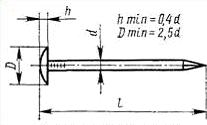 h
d
h min = 0,4d
D min = 2,5d
D
l